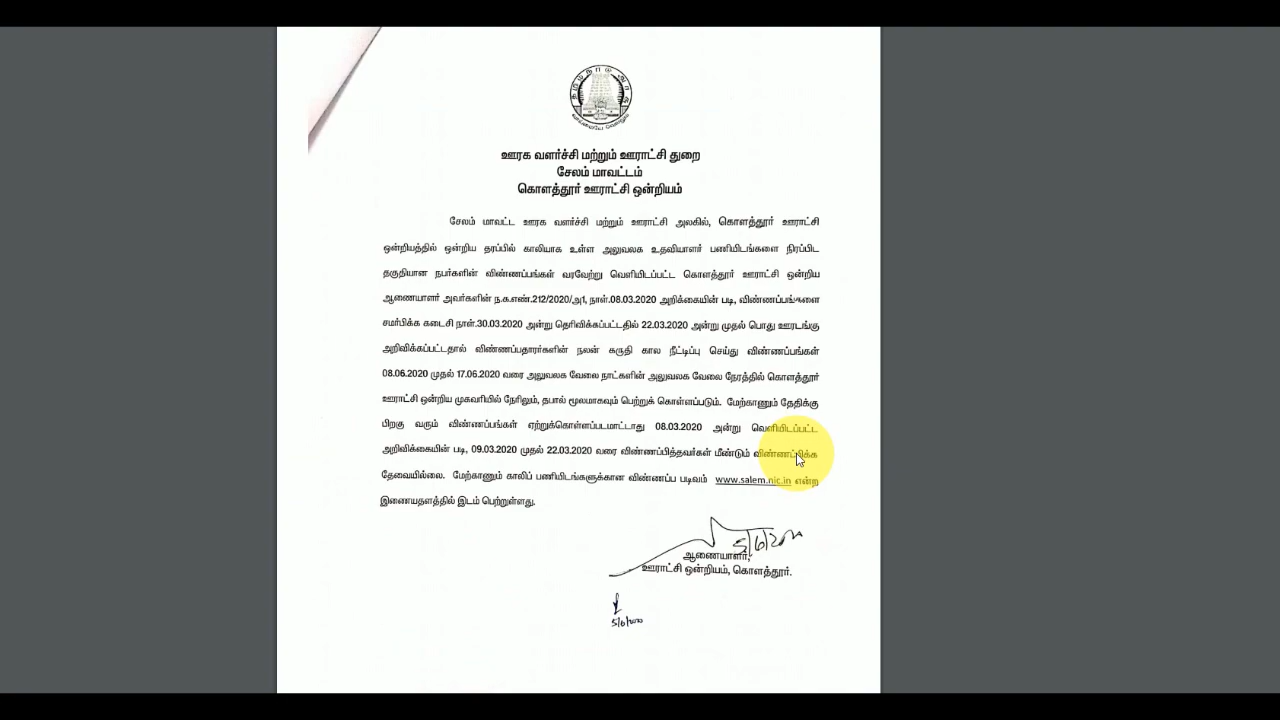 தமிழ்நாடு அரசு
வாய்மையே வெல்லும்
ஊரக வளர்ச்சி மற்றும் ஊராட்சி துறை
சேலம் மாவட்டம்
கொளத்தூர் ஊராட்சி ஒன்றியம்
சேலம் மாவட்ட ஊரக வளர்ச்சி மற்றும் ஊராட்சி அலகில், கொளத்தூர் ஊராட்சி
ஒன்றியத்தில் ஒன்றிய தரப்பில் காலியாக உள்ள அலுவலக உதவியாளர் பணியிடங்களை நிரப்பிட
தகுதியான நபர்களின் விண்ணப்பங்கள் வரவேற்று வெளியிடப்பட்ட கொளத்தூர் ஊராட்சி ஒன்றிய
ஆணையாளர் அவர்களின் ந.க.எண்.212/2020/அ1, நாள்.08.03.2020 அறிக்கையின் படி, விண்ணப்பங்களை
சமர்பிக்க கடைசி நாள்.30.03.2020 அன்று தெரிவிக்கப்பட்டதில் 22.03.2020 அன்று முதல் பொது ஊரடங்கு
அறிவிக்கப்பட்டதால் விண்ணப்பதாரர்களின் நலன் கருதி கால நீட்டிப்பு செய்து விண்ணப்பங்கள்
08.06.2020 முதல் 17.06.2020 வரை அலுவலக வேலை நாட்களின் அலுவலக வேலை நேரத்தில் கொளத்தூர்
ஊராட்சி ஒன்றிய முகவரியில் நேரிலும், தபால் மூலமாகவும் பெற்றுக் கொள்ளப்படும். மேற்காணும் தேதிக்கு
பிறகு வரும் விண்ணப்பங்கள் ஏற்றுக்கொள்ளப்படமாட்டாது 08.03.2020 அன்று வெளியிடப்பட்ட
அறிவிக்கையின் படி, 09.03.2020 முதல் 22.03.2020 வரை விண்ணப்பித்தவர்கள் மீண்டும் விண்ணப்பிக்க
தேவையில்லை. மேற்காணும் காலிப் பணியிடங்களுக்கான விண்ணப்ப படிவம் www.salem.nic.in என்ற
இணையதளத்தில் இடம் பெற்றுள்ளது.
5/6/2020
ஆணையாளர்,
ஊராட்சி ஒன்றியம், கொளத்தூர்.
5/6/2020